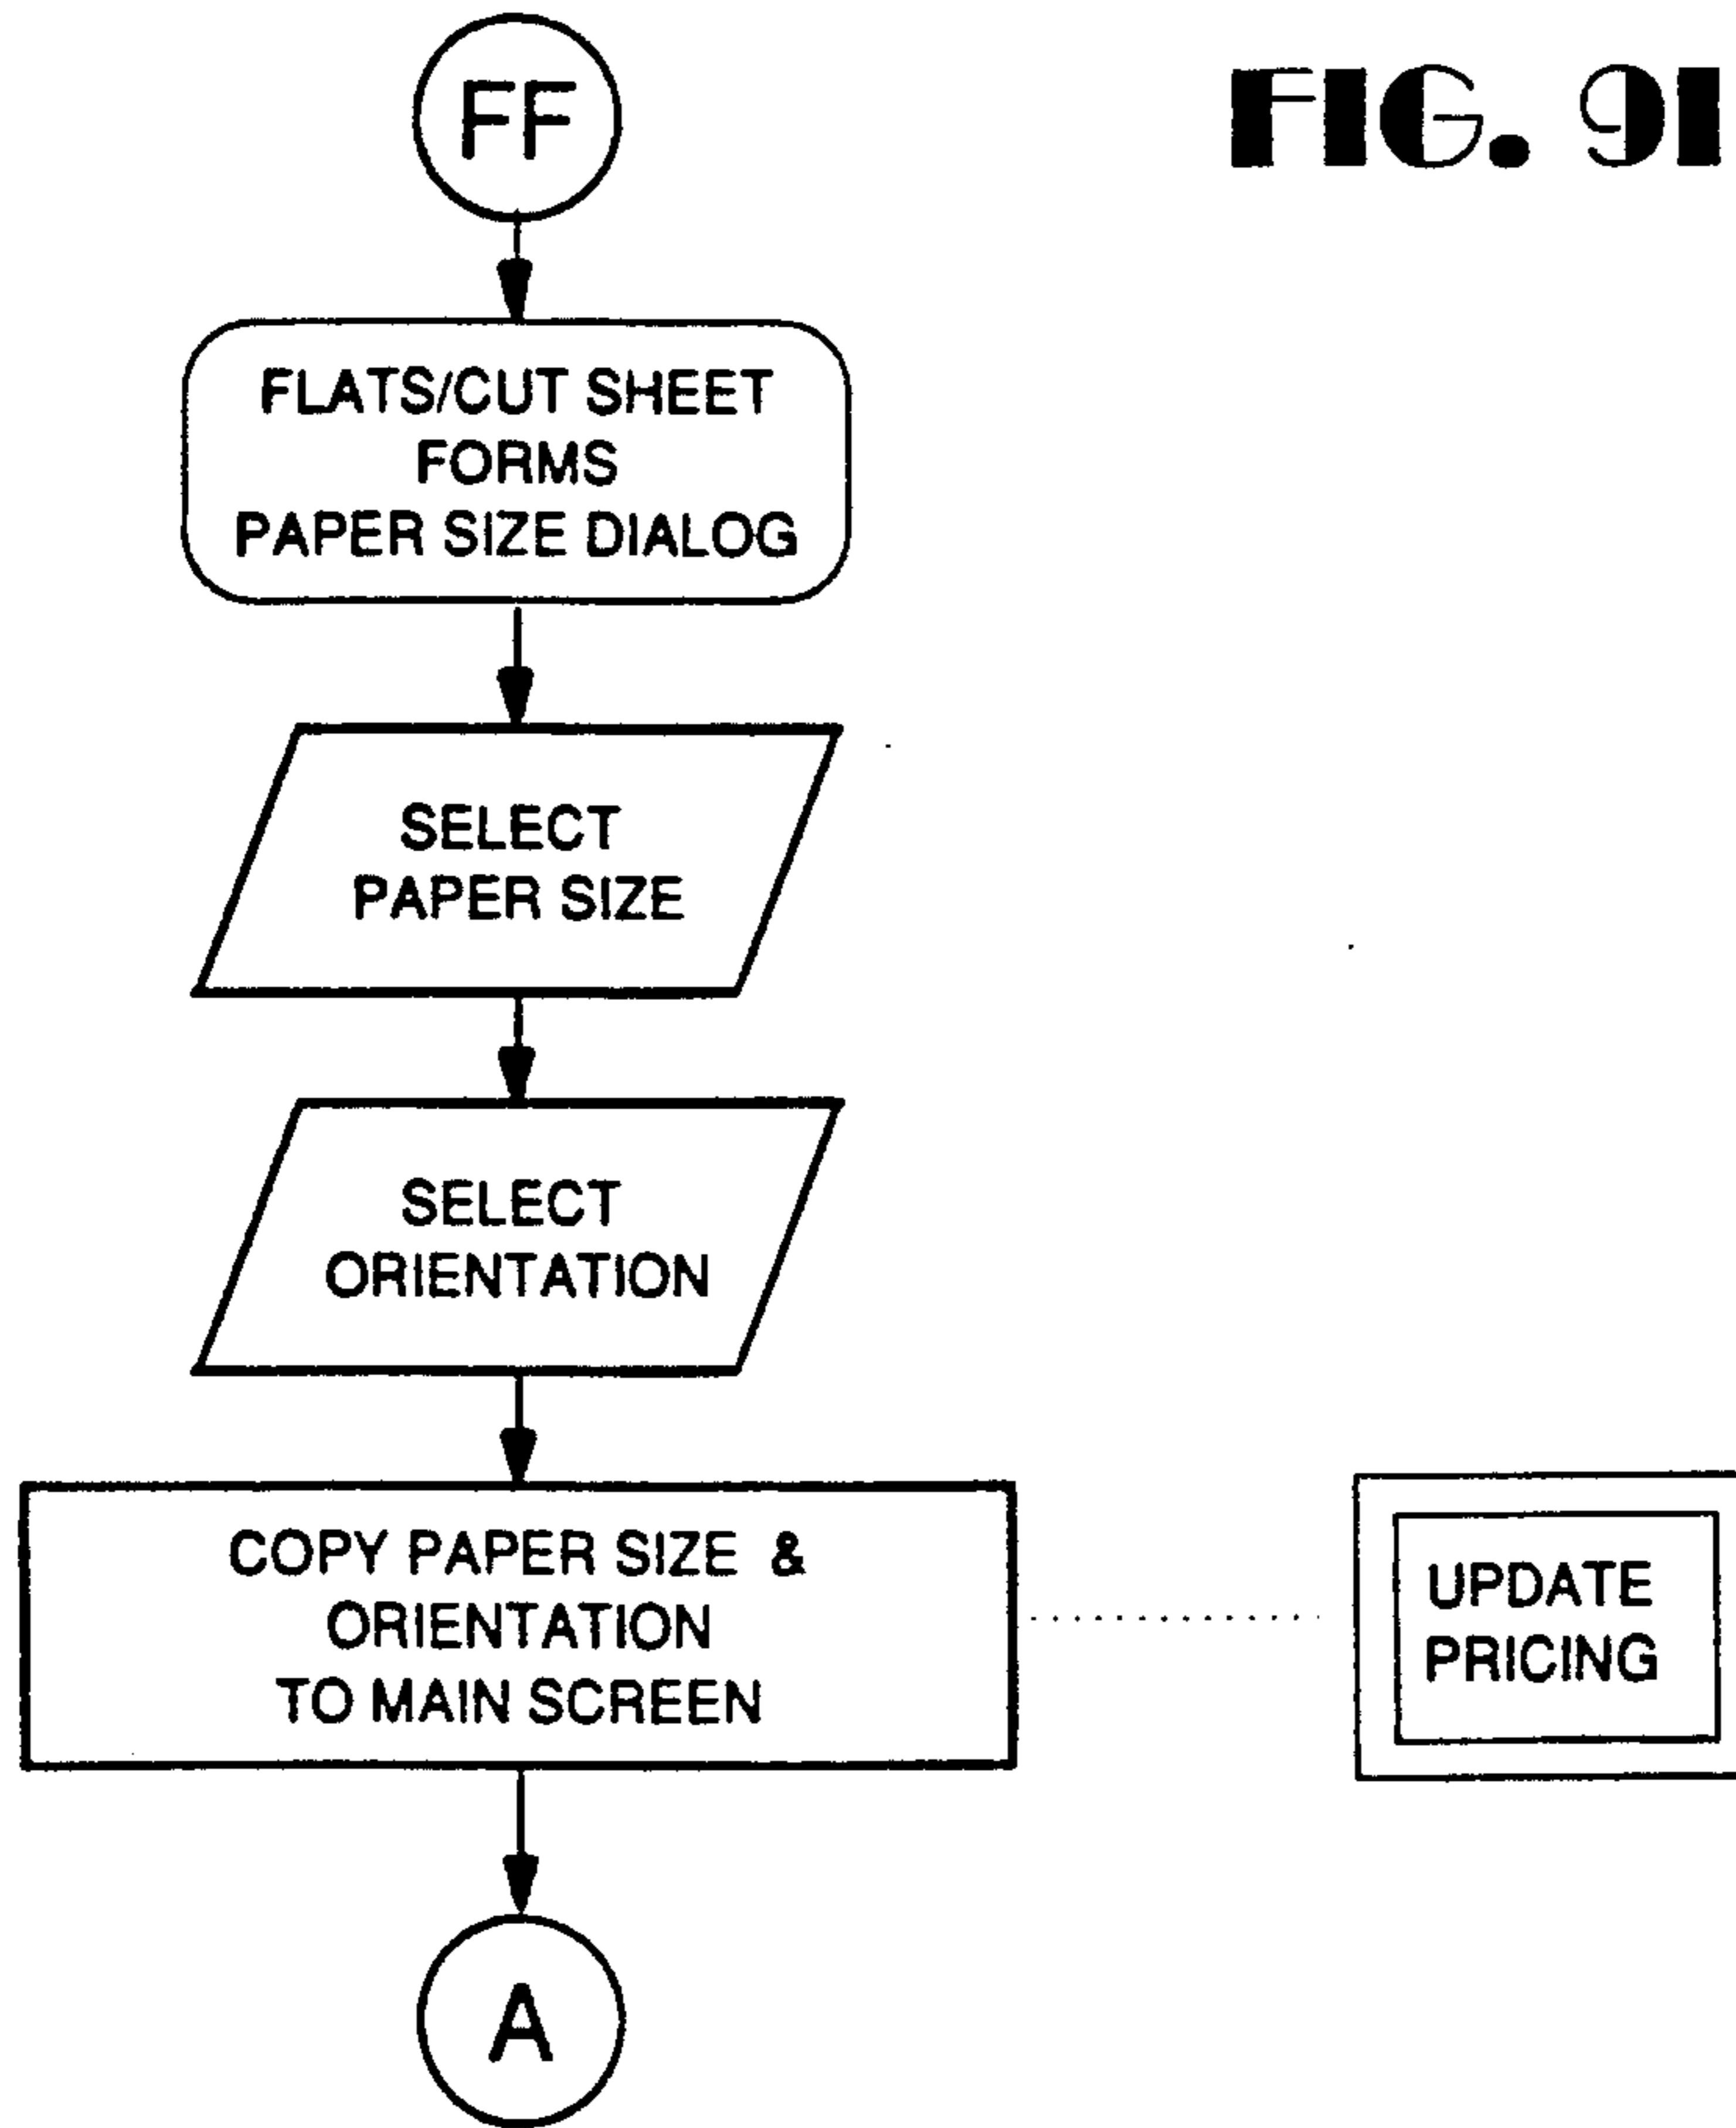 FF
FIG. 9I
FLATS/CUT SHEET
FORMS
PAPER SIZE DIALOG
SELECT
PAPER SIZE
SELECT
ORIENTATION
COPY PAPER SIZE &
ORIENTATION
TO MAIN SCREEN
UPDATE
PRICING
A